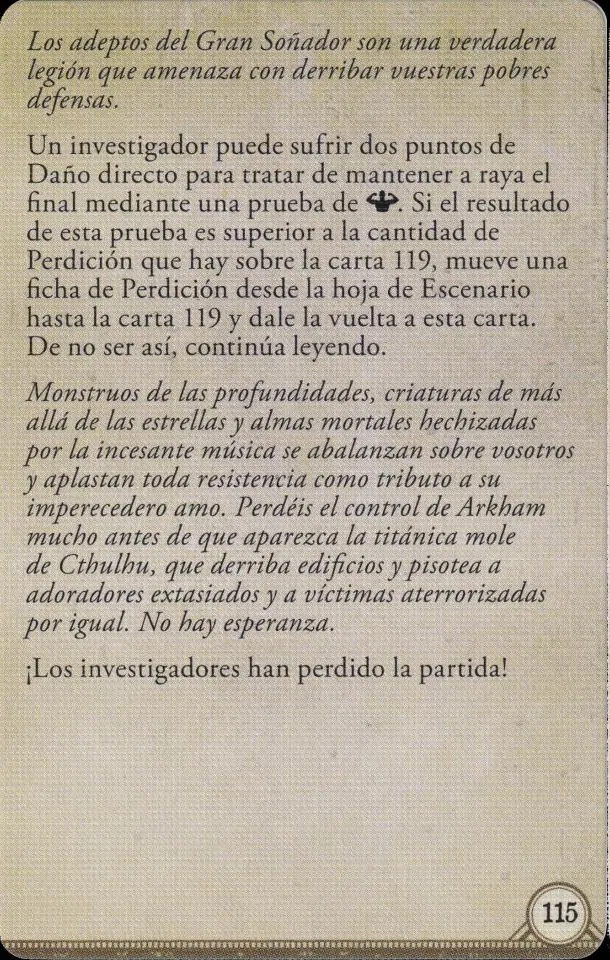 Los adeptos del Gran Soñador son una verdadera
legión que amenaza con derribar vuestras pobres
defensas.
Un investigador puede sufrir dos puntos de
Daño directo para tratar de mantener a raya el
final mediante una prueba de . Si el resultado
de esta prueba es superior a la cantidad de
Perdición que hay sobre la carta 119, mueve una
ficha de Perdición desde la hoja de Escenario
hasta la carta 119 y dale la vuelta a esta carta.
De no ser así, continúa leyendo.
Monstruos de las profundidades, criaturas de más
allá de las estrellas y almas mortales hechizadas
por la incesante música se abalanzan sobre vosotros
y aplastan toda resistencia como tributo a su
imperecedero amo. Perdéis el control de Arkham
mucho antes de que aparezca la titánica mole
de Cthulhu, que derriba edificios y pisotea a
adoradores extasiados y a víctimas aterrorizadas
por igual. No hay esperanza.
¡Los investigadores han perdido la partida!
115